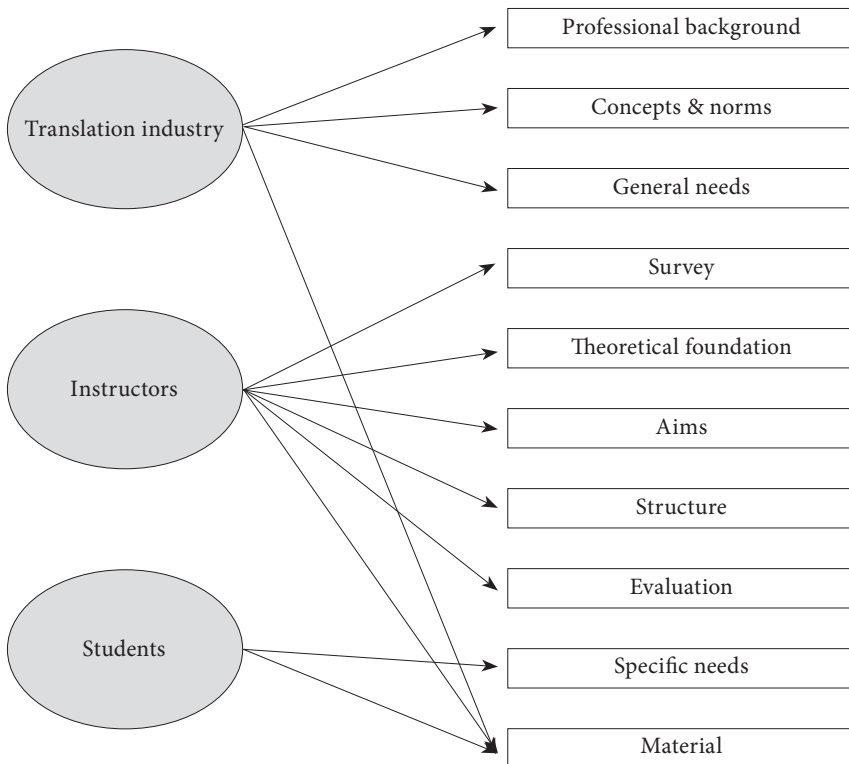 Professional background
Translation industry
Concepts & norms
General needs
Survey
Theoretical foundation
Instructors
Aims
Structure
Evaluation
Students
Specific needs
Material